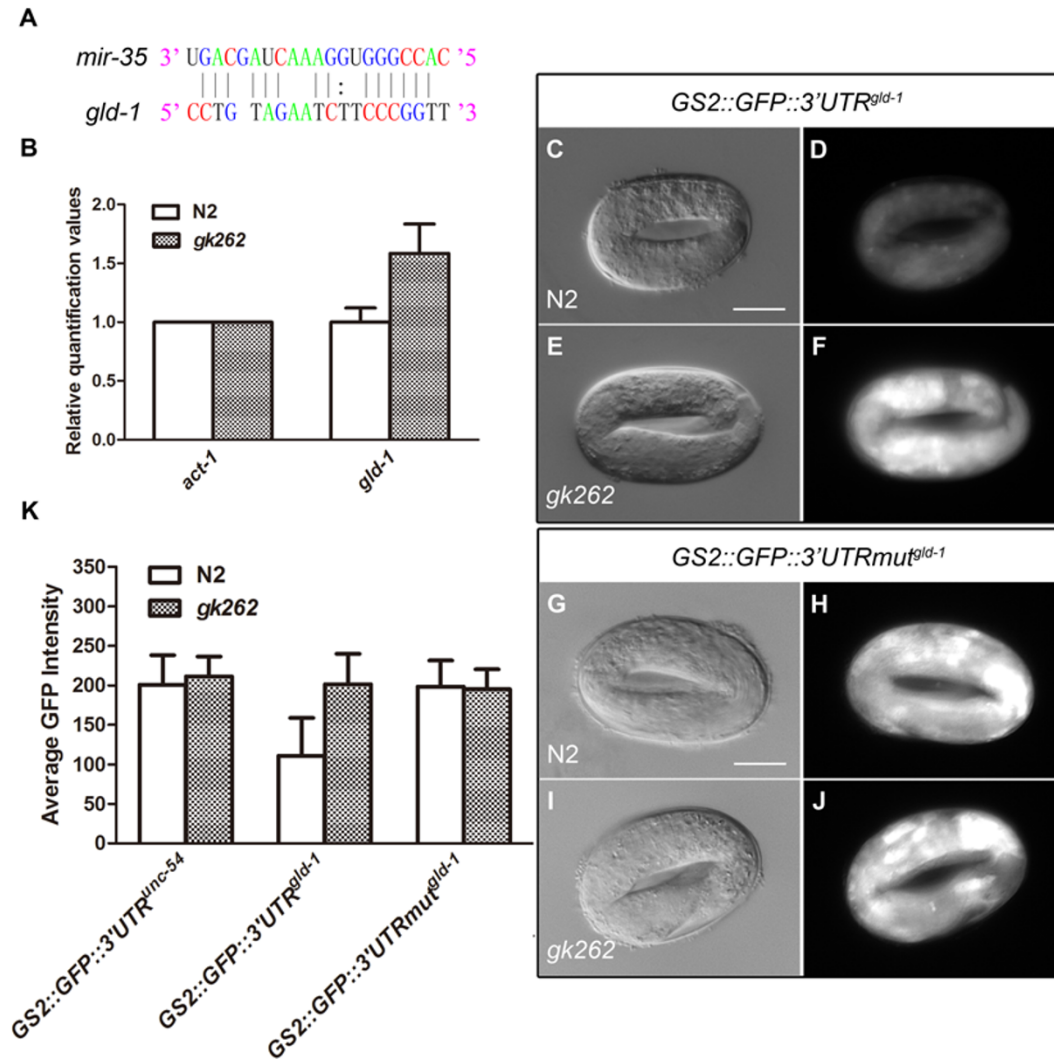 A
mir-35 3' UGACGAUCAAAGGUGGGCCAC '5
gld-1 5' CCTG TAGAATCTTCCCGGTT '3
B
Relative quantification values
2.0
1.5
1.0
0.5
0.0
N2
gk262
act-1
gld-1
GS2::GFP::3'UTRgld-1
C
D
N2
E
F
gk262
GS2::GFP::3'UTRmutgld-1
G
H
N2
I
J
gk262
K
Average GFP Intensity
350
300
250
200
150
100
50
0
N2
gk262
GS2::GFP::3'UTRunc-54
GS2::GFP::3'UTRgld-1
GS2::GFP::3'UTRmutgld-1